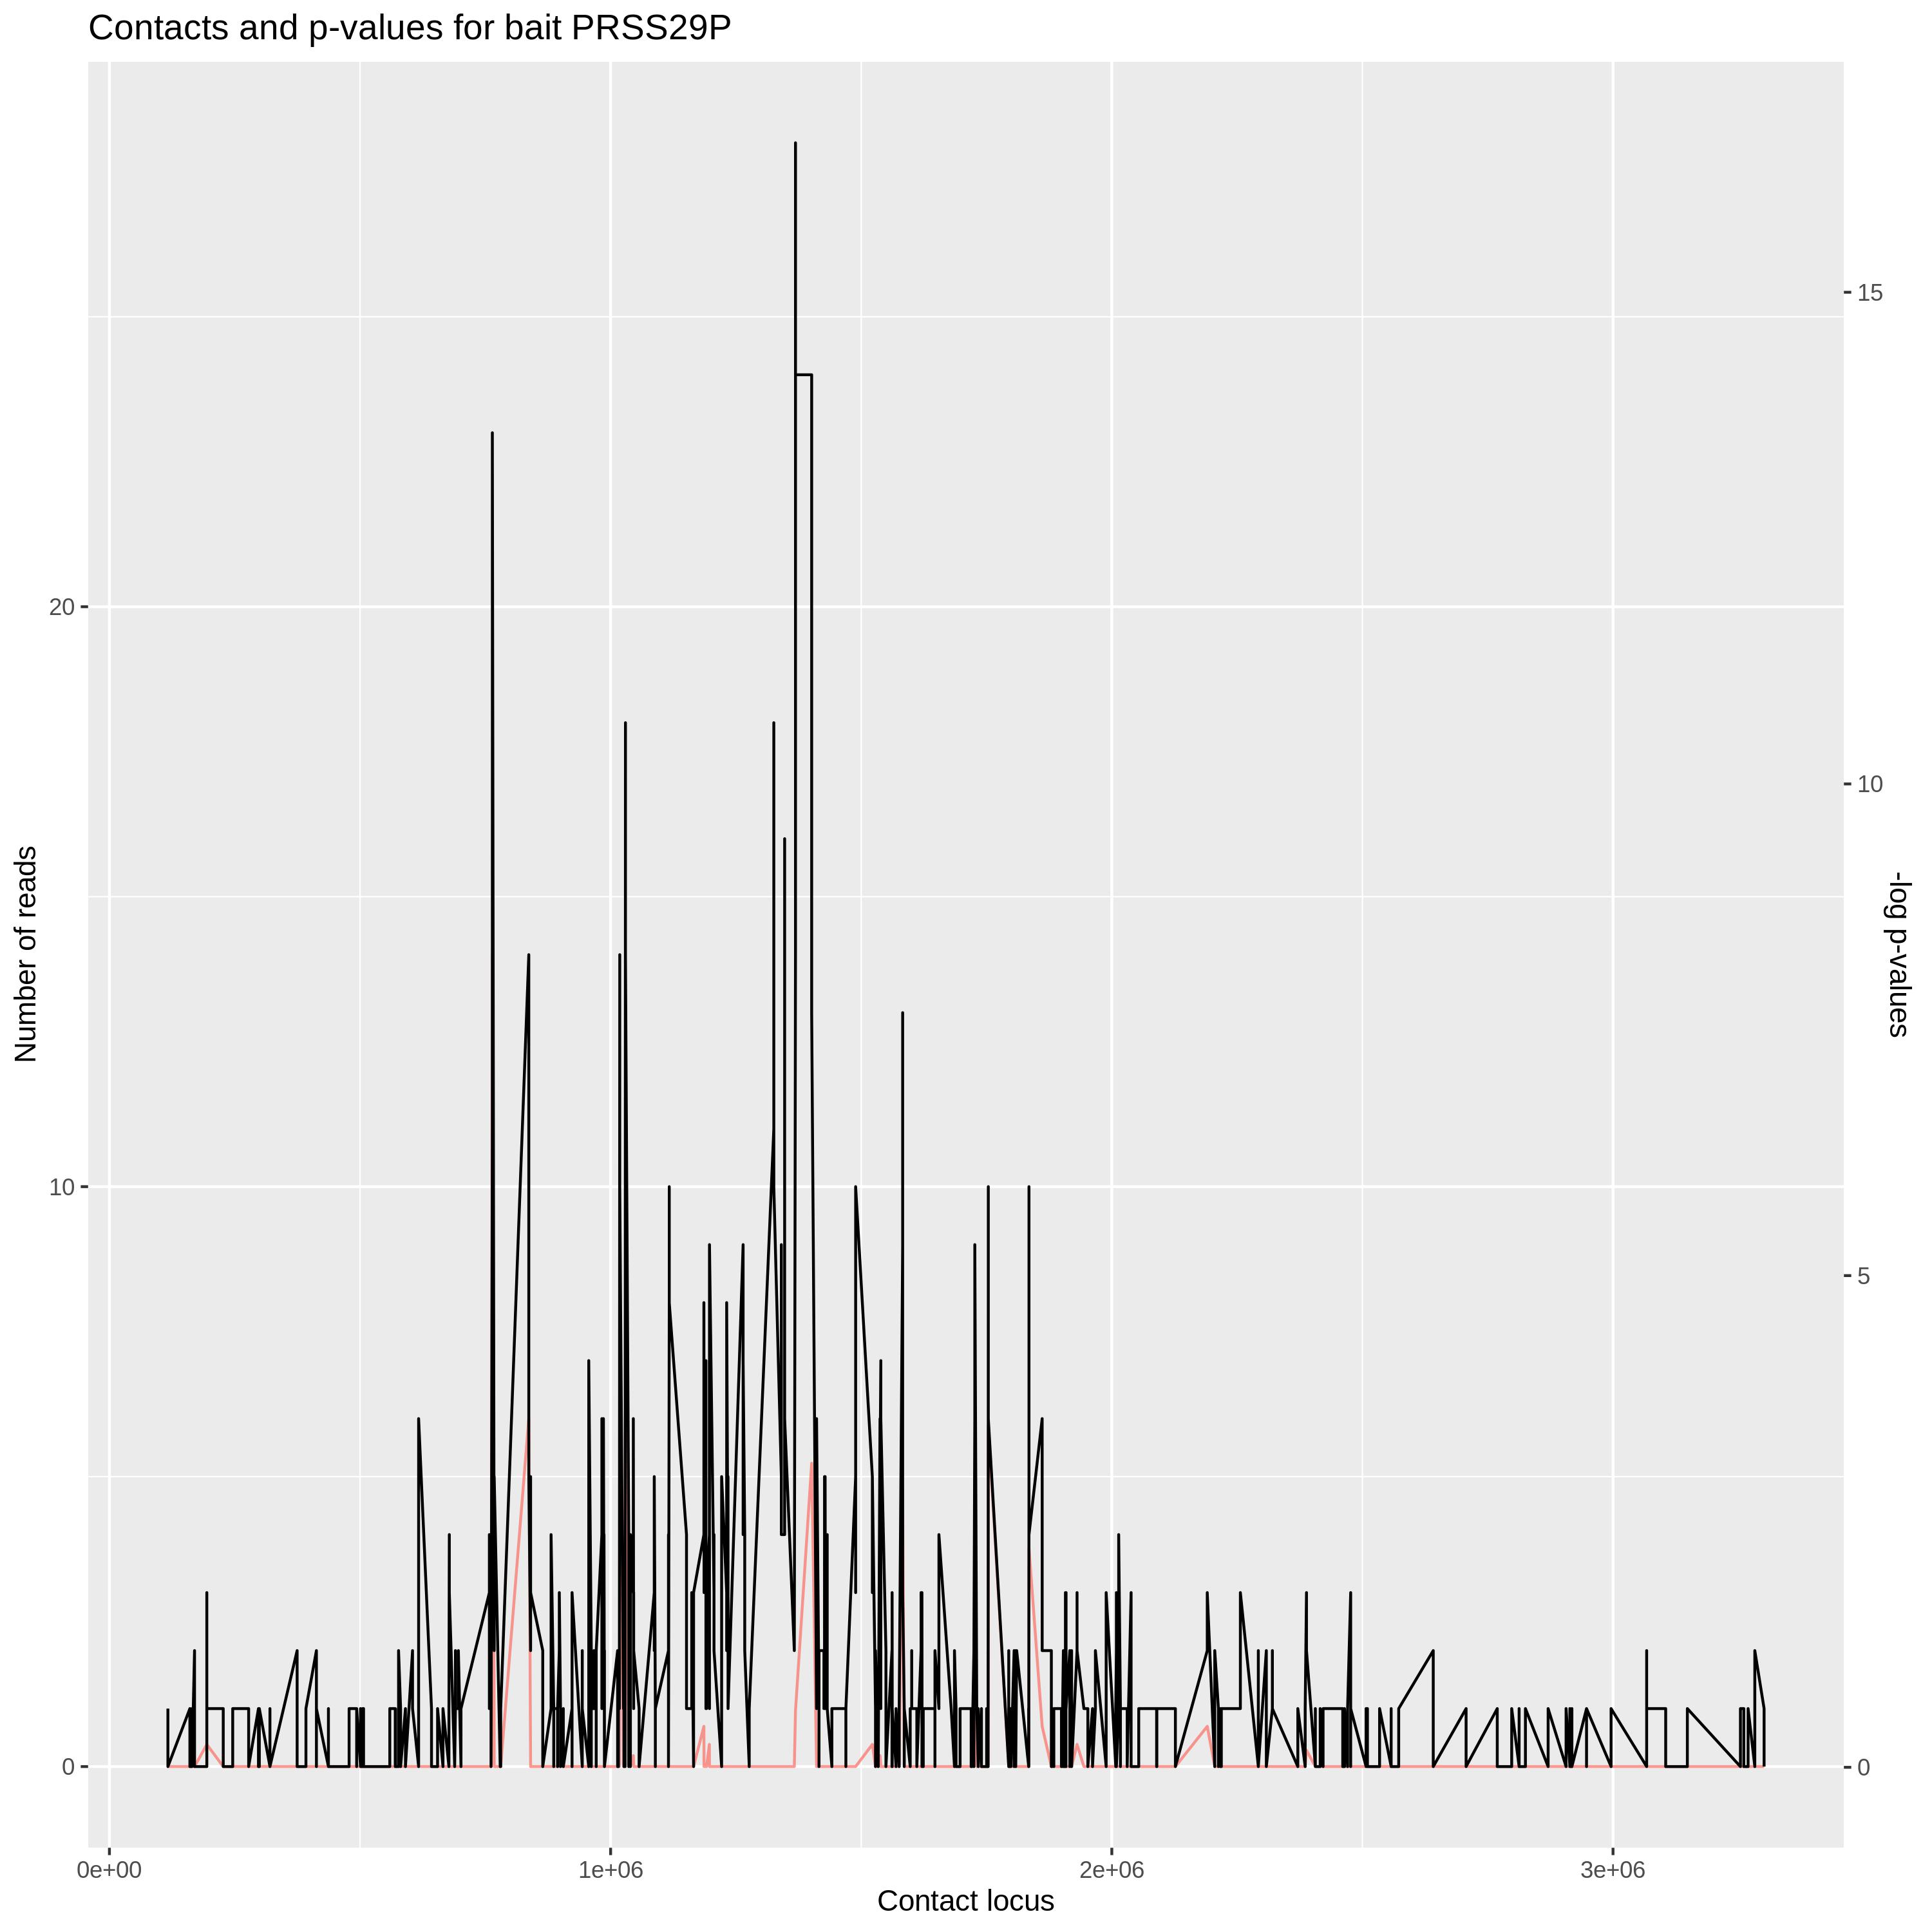 Contacts and p-values for bait PRSS29P
Number of reads
20
10
0
15
10
5
0
-log p-values
0e+00
1e+06
2e+06
3e+06
Contact locus